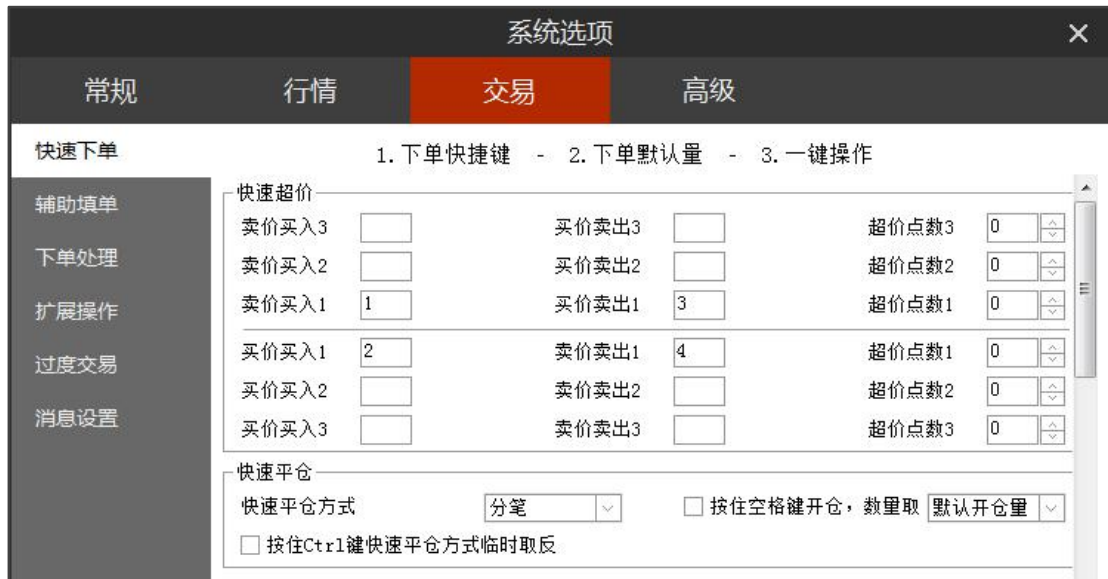 系统选项
常规 行情 交易 高级
快速下单
辅助填单
下单处理
扩展操作
过度交易
消息设置
1.下单快捷键 - 2.下单默认量 - 3.一键操作
快速超价
卖价买入3 买价卖出3 超价点数3 0
卖价买入2 买价卖出2 超价点数2 0
卖价买入1 1 买价卖出1 3 超价点数1 0
买价买入1 2 卖价卖出1 4 超价点数1 0
买价买入2 卖价卖出2 超价点数2 0
买价买入3 卖价卖出3 超价点数3 0
快速平仓
快速平仓方式 分笔 按住空格键开仓，数量取 默认开仓量
按住Ctrl键快速平仓方式临时取反